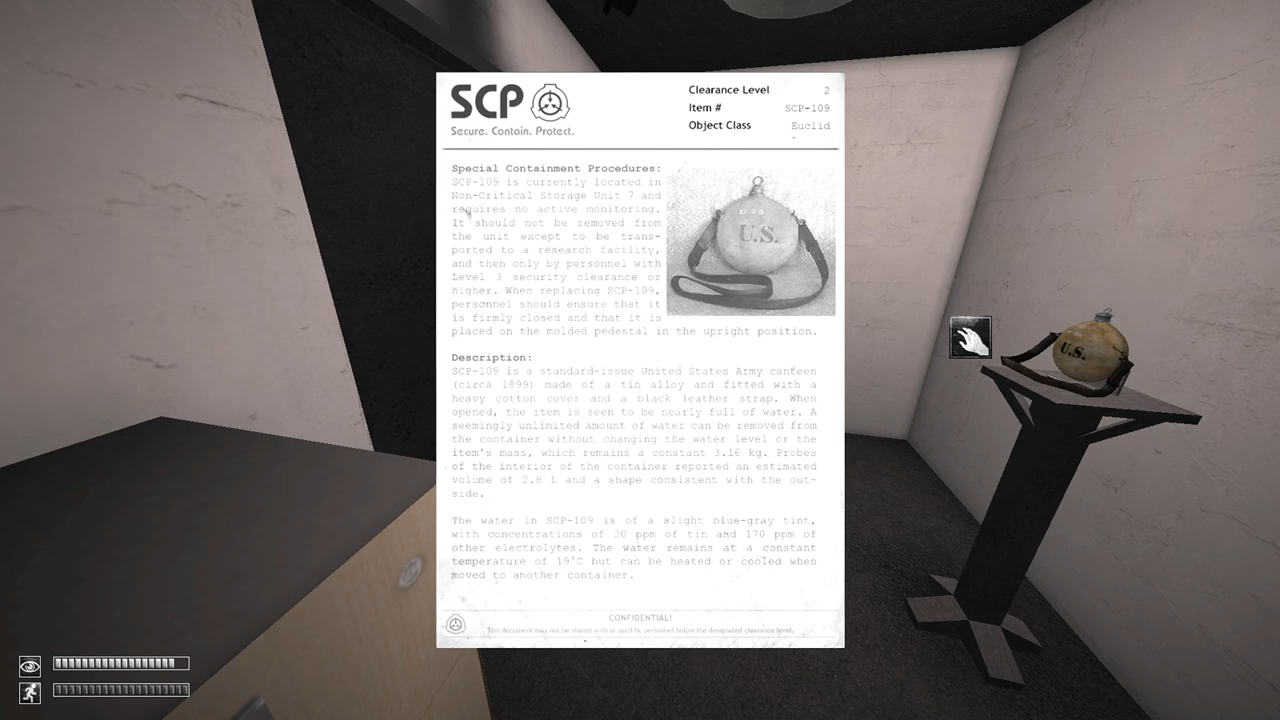 SCP
Secure. Contain. Protect.
Clearance Level 2
Item # SCP-109
Object Class Euclid
Special Containment Procedures:
SCP-109 is currently located in
Non-Critical Storage Unit 7 and
requires no active monitoring.
It should not be removed from
the unit except to be trans-
ported to a research facility,
and then only by personnel with
Level 3 security clearance or
higher. When replacing SCP-109,
personnel should ensure that it
is firmly closed and that it is
placed on the molded pedestal in the upright position.
U.S.
Description:
SCP-109 is a standard-issue United States Army canteen
(circa 1899) made of a tin alloy and fitted with a
heavy cotton cover and a black leather strap. When
opened, the item is seen to be nearly full of water. A
seemingly unlimited amount of water can be removed from
the container without changing the water level or the
item's mass, which remains a constant 3.16 kg. Probes
of the interior of the container reported an estimated
volume of 2.8 L and a shape consistent with the out-
side.
The water in SCP-109 is of a slight blue-gray tint,
with concentrations of 20 ppm of tin and 170 ppm of
other electrolytes. The water remains at a constant
temperature of 19°C but can be heated or cooled when
moved to another container.
CONFIDENTIAL!
This document may not be shared with or used by personnel below the designated clearance level.
U.S.